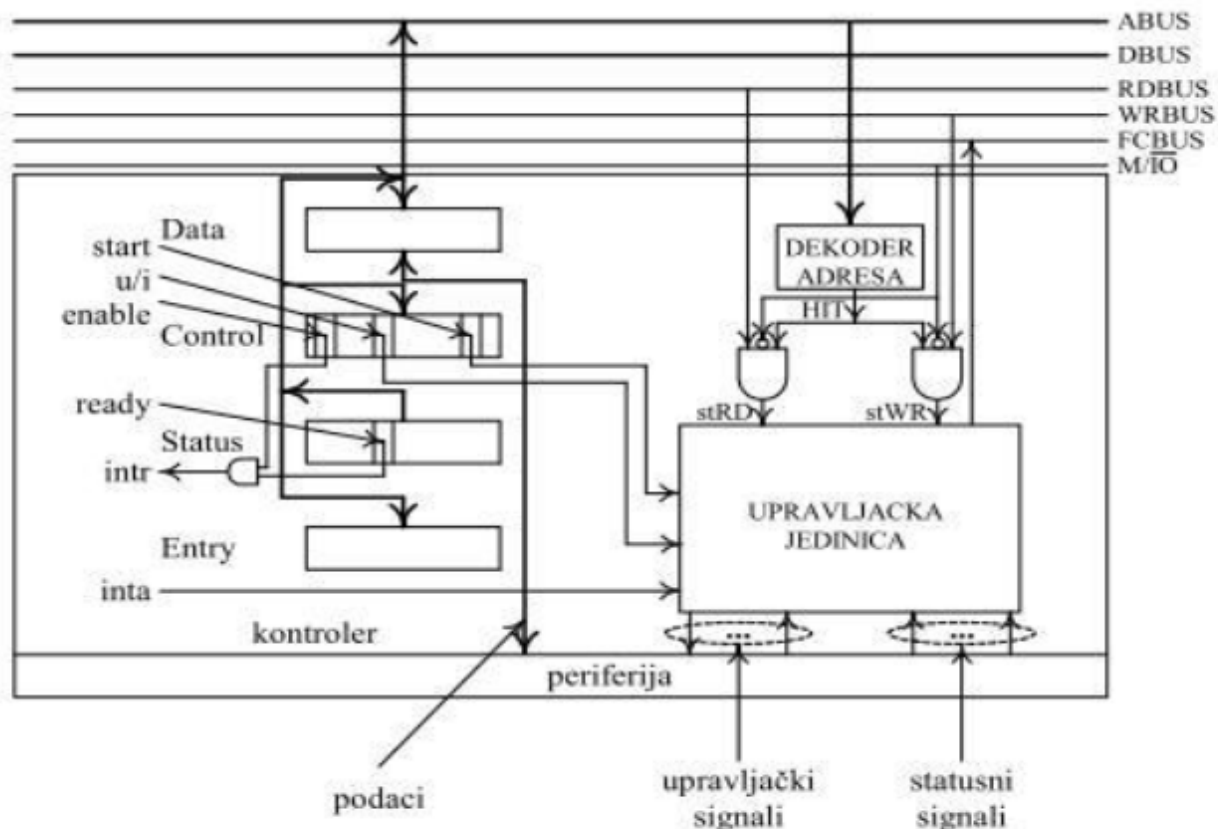 ABUS
DBUS
RDBUS
WRBUS
FCBUS
M/I̅O̅
Data
start
u/i
enable
Control
DEKODER
ADRESA
HIT
ready
stRD
stWR
Status
intr
UPRAVLJACKA
JEDINICA
Entry
inta
kontroler
...
...
periferija
podaci
upravljački
signali
statusni
signali